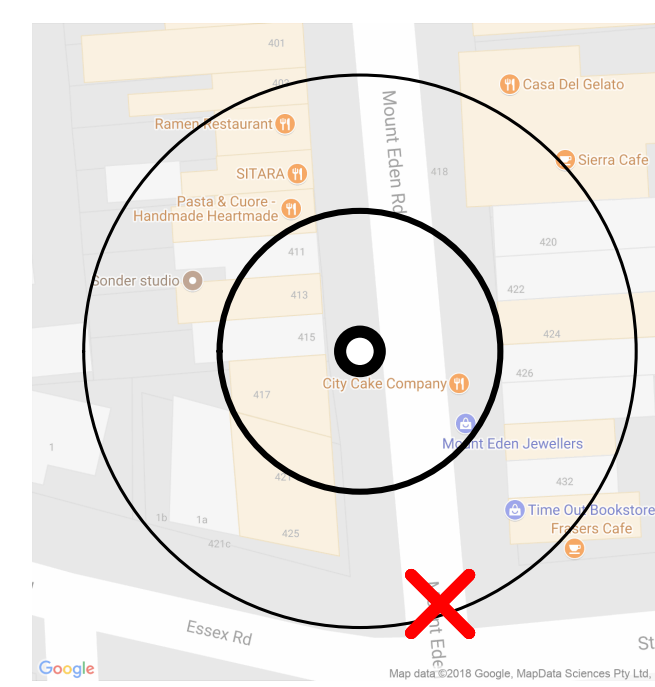 401
402
Casa Del Gelato
Mount Eden Rd
Ramen Restaurant
Sierra Cafe
SITARA
418
Pasta & Cuore -
Handmade Heartmade
420
411
Sonder studio
422
413
424
415
426
City Cake Company
417
Mount Eden Jewellers
1
421
432
Time Out Bookstore
1b
1a
425
Frasers Cafe
421c
Essex Rd
Mount Eden
St
Google
Map data ©2018 Google, MapData Sciences Pty Ltd,